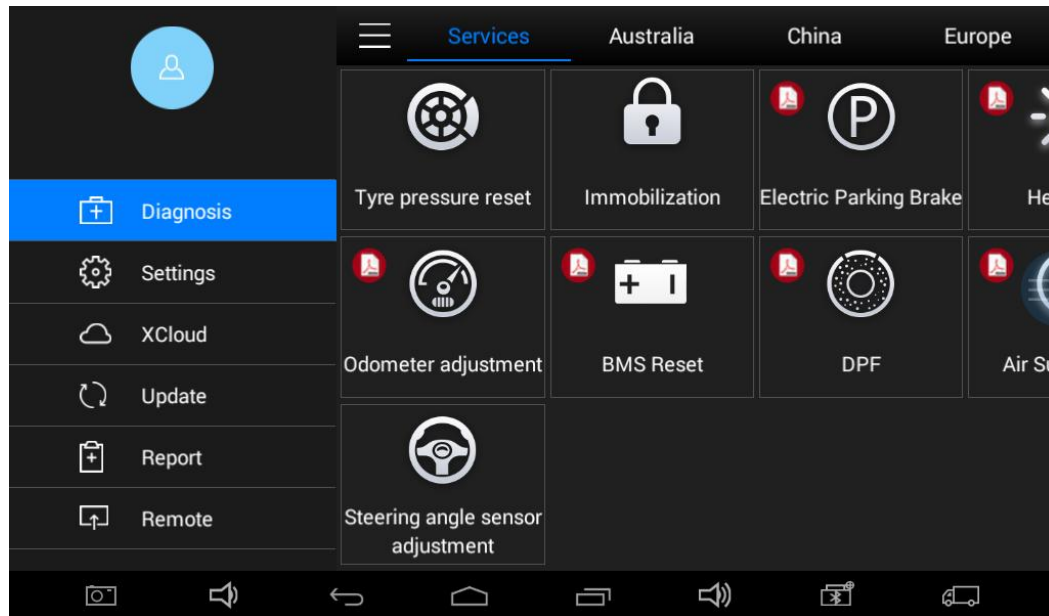 Services Australia China Europe
Tyre pressure reset Immobilization Electric Parking Brake
Diagnosis
Settings
XCloud
Odometer adjustment BMS Reset DPF Air
Update
Report
Steering angle sensor
adjustment
Remote